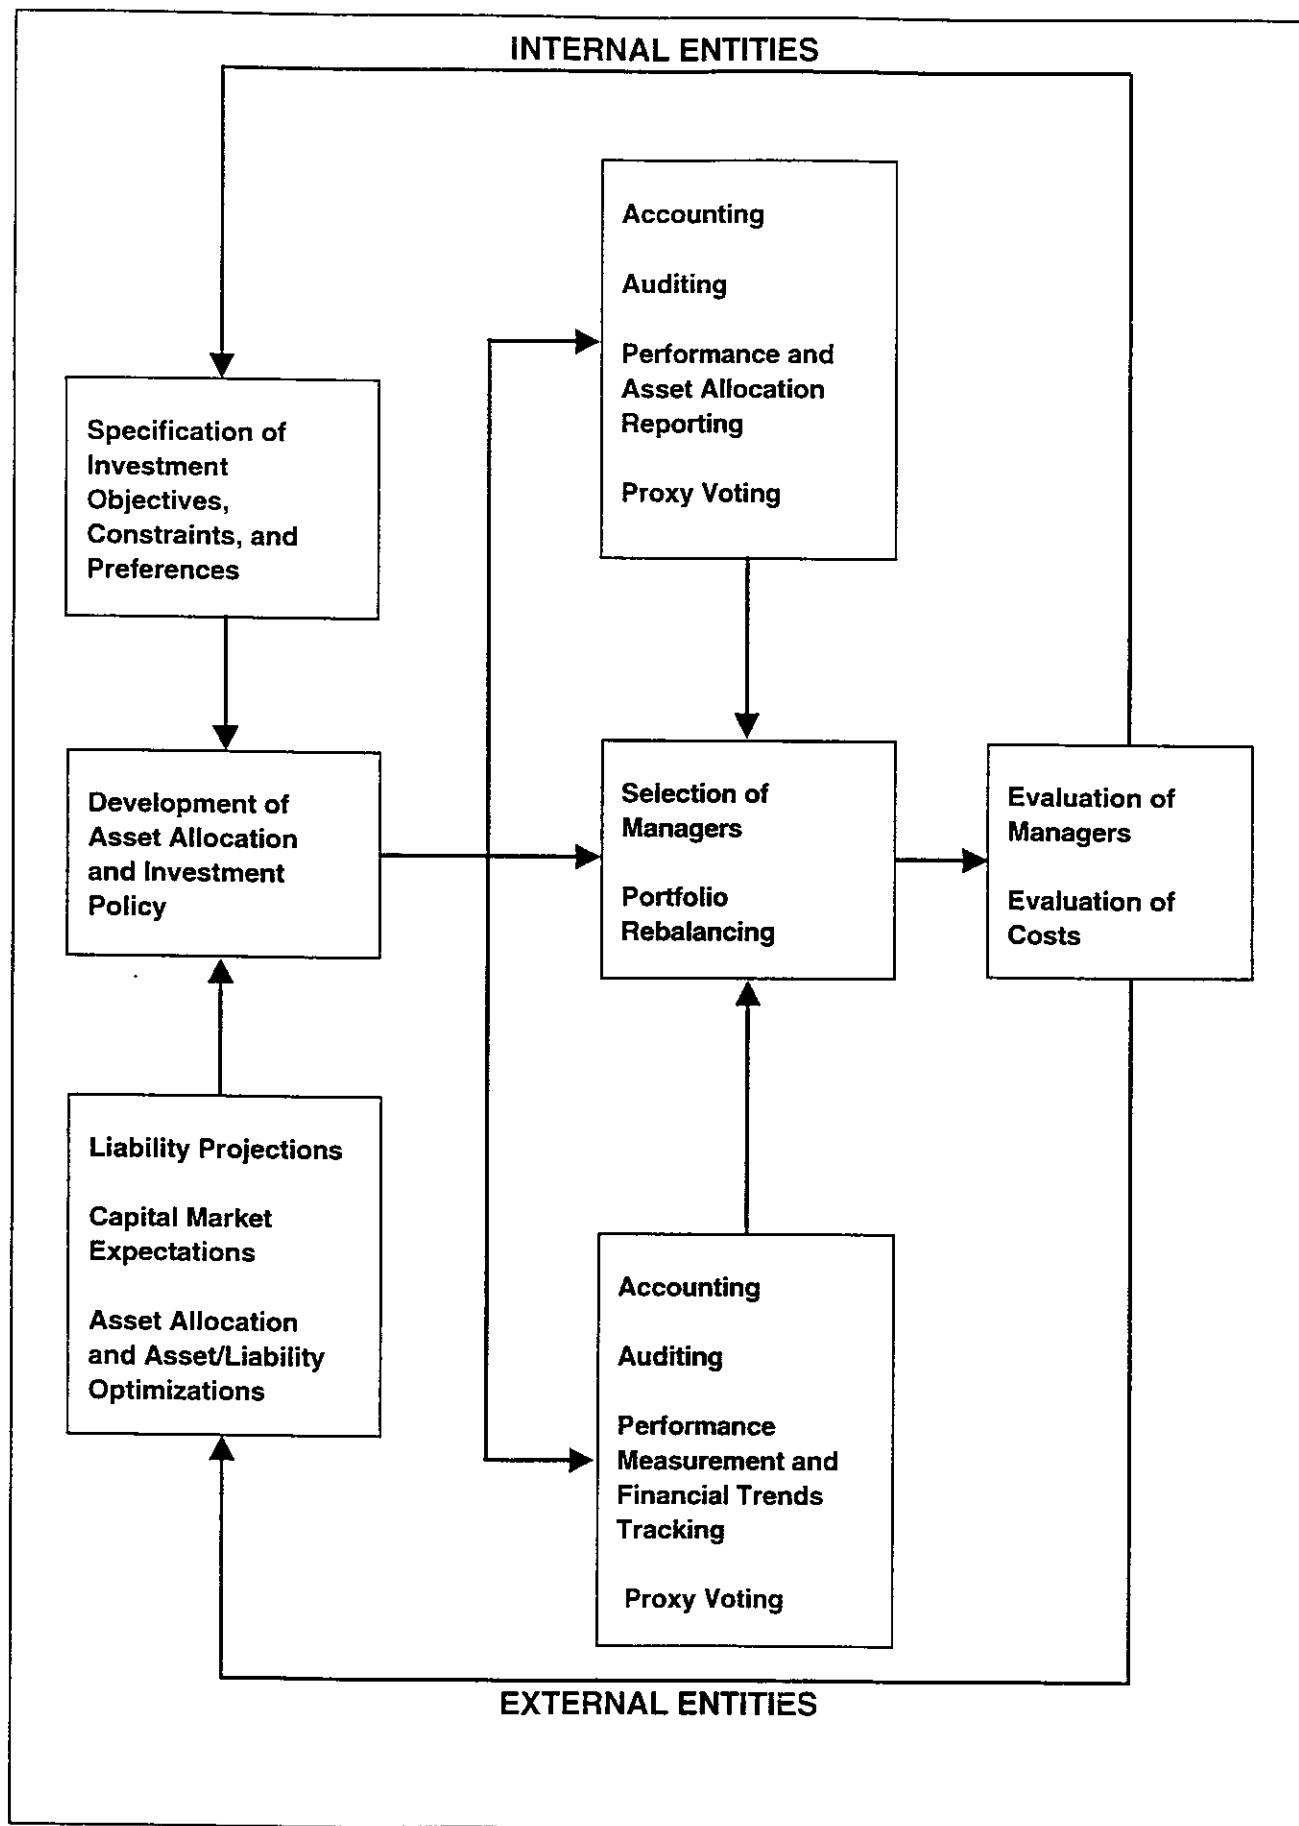 INTERNAL ENTITIES
Specification of
Investment
Objectives,
Constraints, and
Preferences
Development of
Asset Allocation
and Investment
Policy
Liability Projections
Capital Market
Expectations
Asset Allocation
and Asset/Liability
Optimizations
Accounting
Auditing
Performance and
Asset Allocation
Reporting
Proxy Voting
Selection of
Managers
Portfolio
Rebalancing
Accounting
Auditing
Performance
Measurement and
Financial Trends
Tracking
Proxy Voting
Evaluation of
Managers
Evaluation of
Costs
EXTERNAL ENTITIES